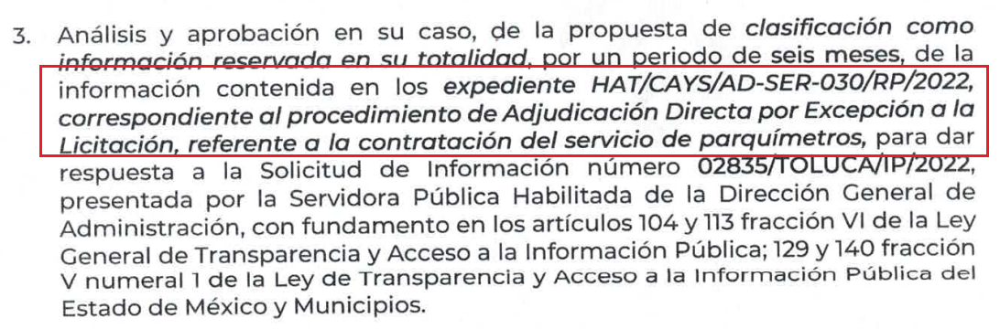 3. Análisis y aprobación en su caso, de la propuesta de clasificación como
información reservada en su totalidad, por un periodo de seis meses, de la
información contenida en los expediente HAT/CAYS/AD-SER-030/RP/2022,
correspondiente al procedimiento de Adjudicación Directa por Excepción a la
Licitación, referente a la contratación del servicio de parquímetros, para dar
respuesta a la Solicitud de Información número 02835/TOLUCA/IP/2022,
presentada por la Servidora Pública Habilitada de la Dirección General de
Administración, con fundamento en los artículos 104 y 113 fracción VI de la Ley
General de Transparencia y Acceso a la Información Pública; 129 y 140 fracción
V numeral 1 de la Ley de Transparencia y Acceso a la Información Pública del
Estado de México y Municipios.